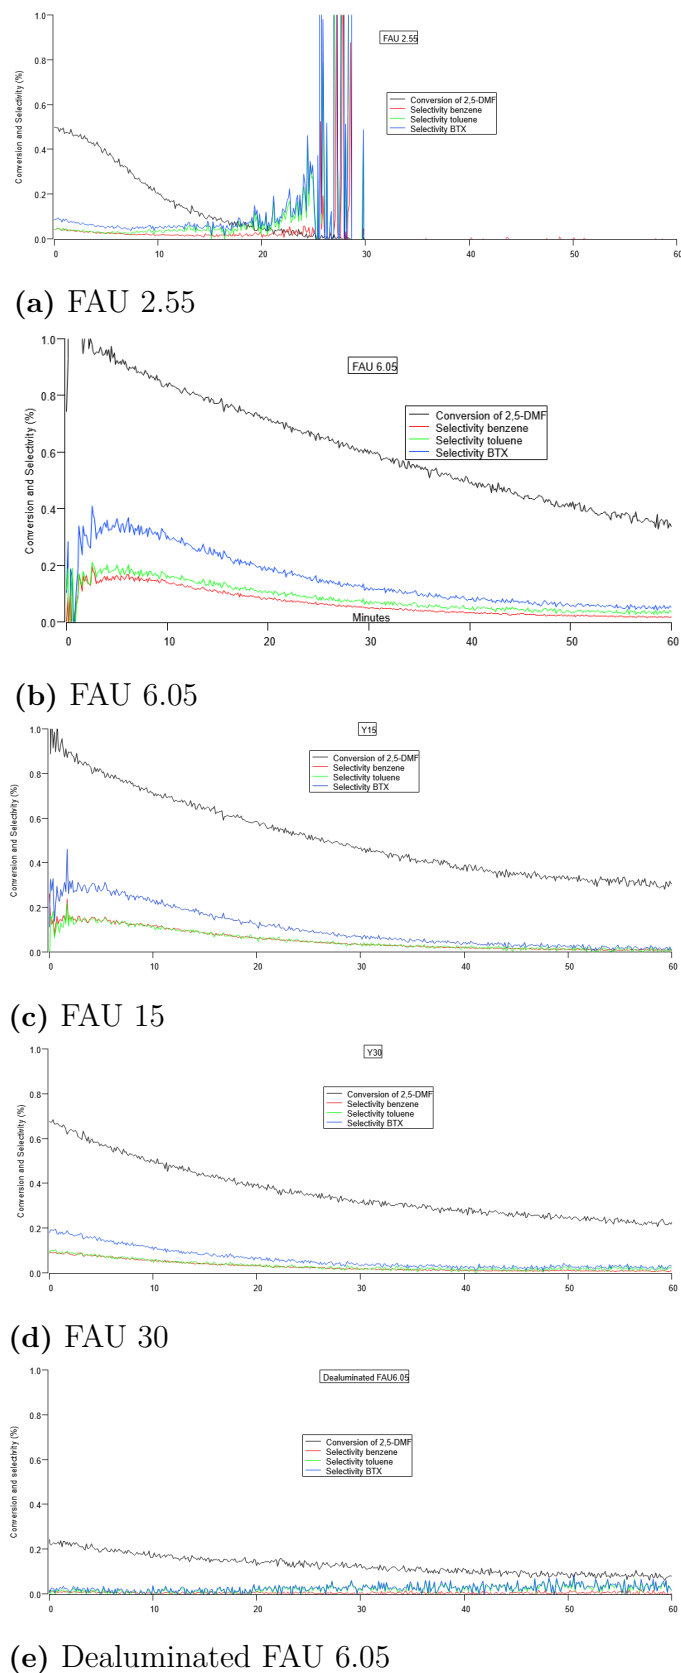 1.0
FAU 2.55
0.8
Conversion and Selectivity (%)
Conversion of 2,5-DMF
Selectivity benzene
Selectivity toluene
Selectivity BTX
0.6
0.4
0.2
0.0
0 10 20 30 40 50 60
(a) FAU 2.55
1.0
FAU 6.05
0.8
Conversion and Selectivity (%)
Conversion of 2,5-DMF
Selectivity benzene
Selectivity toluene
Selectivity BTX
0.6
0.4
0.2
0.0
Minutes
0 10 20 30 40 50 60
(b) FAU 6.05
1.0
Y15
0.8
Conversion and Selectivity (%)
Conversion of 2,5-DMF
Selectivity benzene
Selectivity toluene
Selectivity BTX
0.6
0.4
0.2
0.0
0 10 20 30 40 50 60
(c) FAU 15
1.0
Y30
0.8
Conversion and Selectivity (%)
Conversion of 2,5-DMF
Selectivity benzene
Selectivity toluene
Selectivity BTX
0.6
0.4
0.2
0.0
0 10 20 30 40 50 60
(d) FAU 30
1.0
Dealuminated FAU6.05
0.8
Conversion and selectivity (%)
Conversion of 2,5-DMF
Selectivity benzene
Selectivity toluene
Selectivity BTX
0.6
0.4
0.2
0.0
0 10 20 30 40 50 60
(e) Dealuminated FAU 6.05